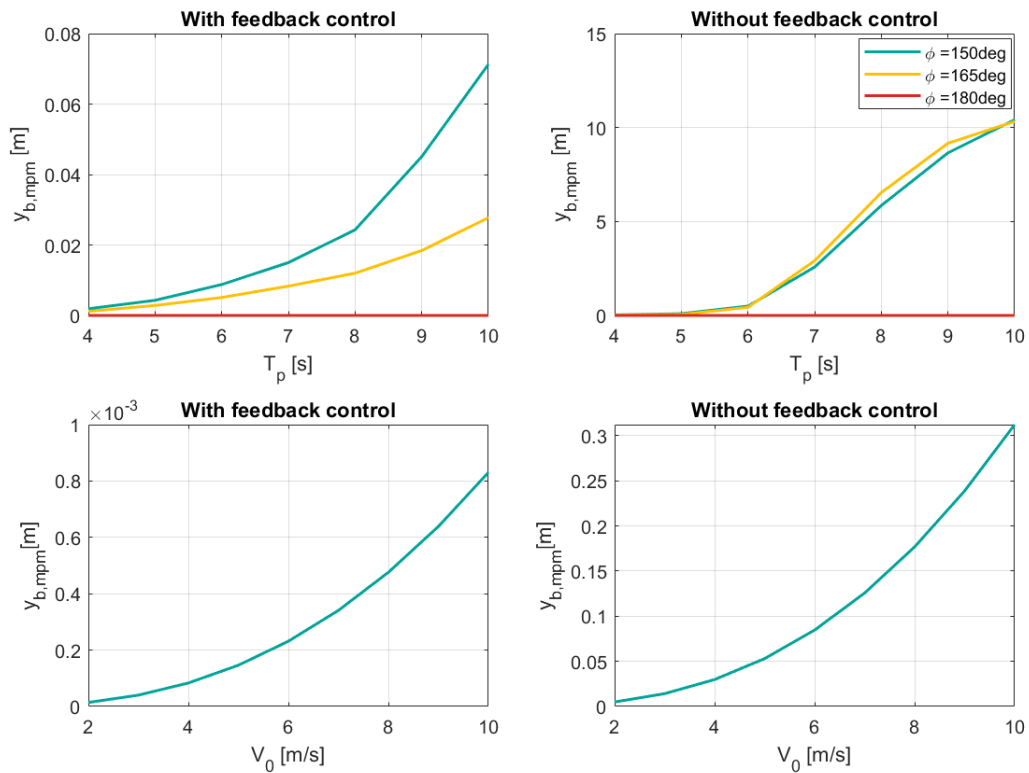 With feedback control
0.08
0.06
0.04
0.02
0
y_b,mpm [m]
4 5 6 7 8 9 10
T_p [s]
Without feedback control
15
10
5
0
y_b,mpm [m]
ϕ =150deg
ϕ =165deg
ϕ =180deg
4 5 6 7 8 9 10
T_p [s]
With feedback control
×10^-3
1
0.8
0.6
0.4
0.2
0
y_b,mpm[m]
2 4 6 8 10
V_0 [m/s]
Without feedback control
0.3
0.25
0.2
0.15
0.1
0.05
0
y_b,mpm[m]
2 4 6 8 10
V_0 [m/s]